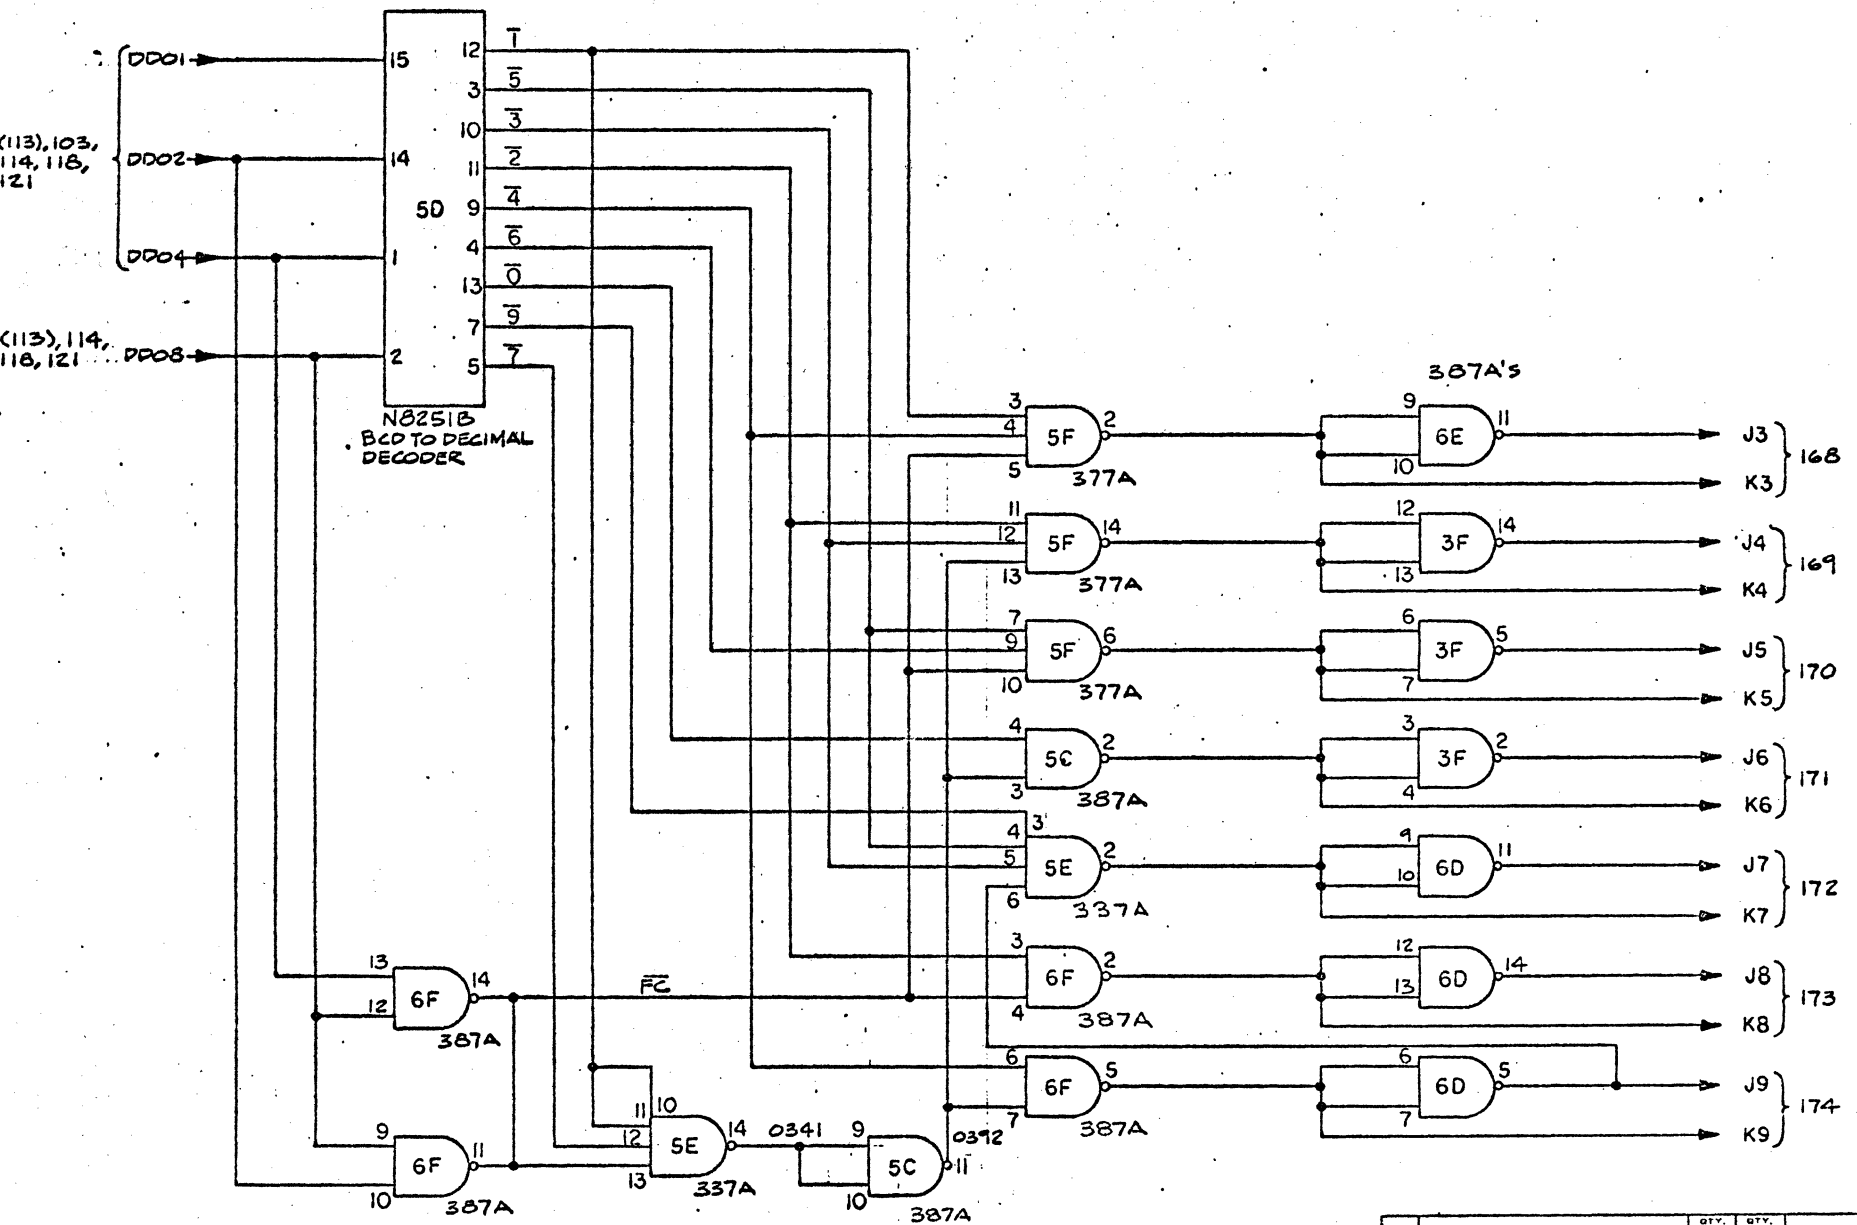 DD01
15
12
1
3
5
10
3
(113),103,
114,118,
121
DD02
14
11
2
5D
9
4
4
6
DD04
1
13
0
7
9
(113),114,
118,121
DD08
2
5
7
N8251B
BCD TO DECIMAL
DECODER
387A's
3
4
5
5F
2
377A
9
10
6E
11
J3
K3
168
11
12
13
5F
14
377A
12
13
3F
14
J4
K4
169
7
9
10
5F
6
377A
6
7
3F
5
J5
K5
170
4
3
5C
2
387A
3
4
3F
2
J6
K6
171
3
4
5
6
5E
2
337A
9
10
6D
11
J7
K7
172
13
12
6F
14
387A
FC
3
4
6F
2
387A
12
13
6D
14
J8
K8
173
6
7
6F
5
387A
6
7
6D
5
J9
K9
174
9
10
6F
11
387A
10
11
12
13
5E
14
337A
0341
9
10
5C
11
387A
0392
QTY. QTY.